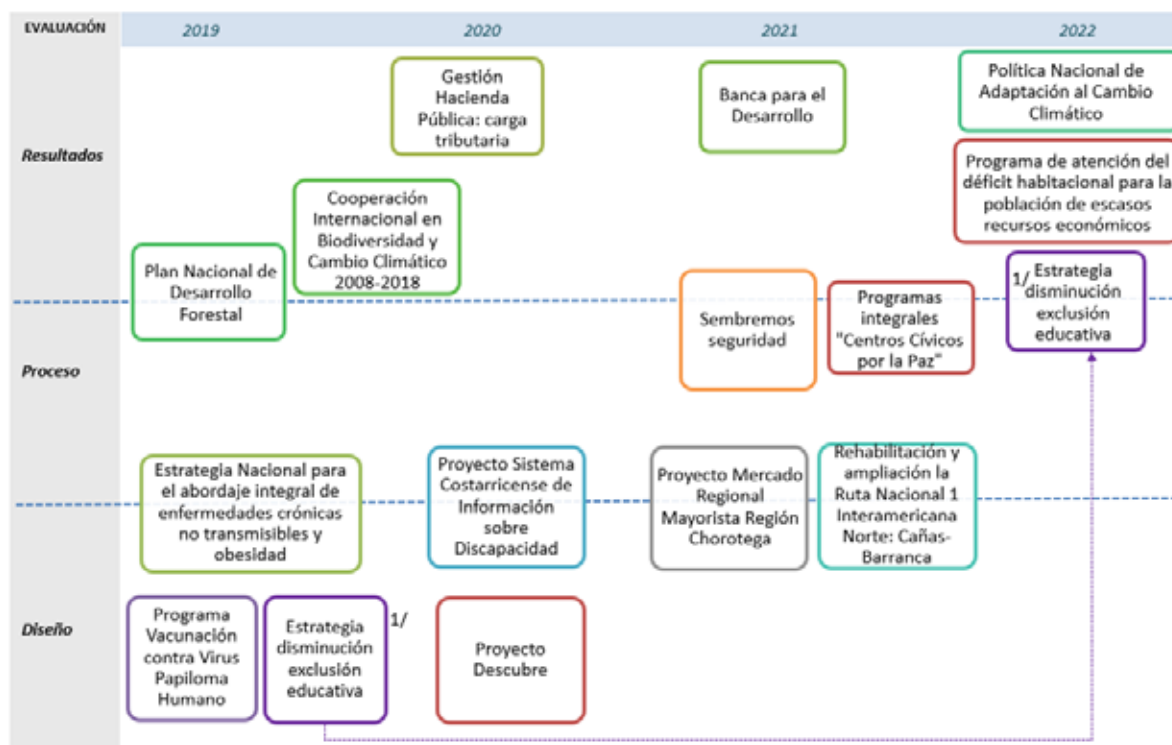 EVALUACIÓN
2019
2020
2021
2022
Resultados
Gestión
Hacienda
Pública: carga
tributaria
Banca para el
Desarrollo
Política Nacional de
Adaptación al Cambio
Climático
Programa de atención del
déficit habitacional para la
población de escasos
recursos económicos
Cooperación
Internacional en
Biodiversidad y
Cambio Climático
2008-2018
Plan Nacional de
Desarrollo
Forestal
Sembremos
seguridad
Programas
integrales
"Centros Cívicos
por la Paz"
1/
Estrategia
disminución
exclusión
educativa
Proceso
Estrategia Nacional para
el abordaje integral de
enfermedades crónicas
no transmisibles y
obesidad
Proyecto Sistema
Costarricense de
Información
sobre
Discapacidad
Proyecto Mercado
Regional
Mayorista Región
Chorotega
Rehabilitación y
ampliación la
Ruta Nacional 1
Interamericana
Norte: Cañas-
Barranca
Diseño
Programa
Vacunación
contra Virus
Papiloma
Humano
Estrategia
disminución
exclusión
educativa
1/
Proyecto
Descubre